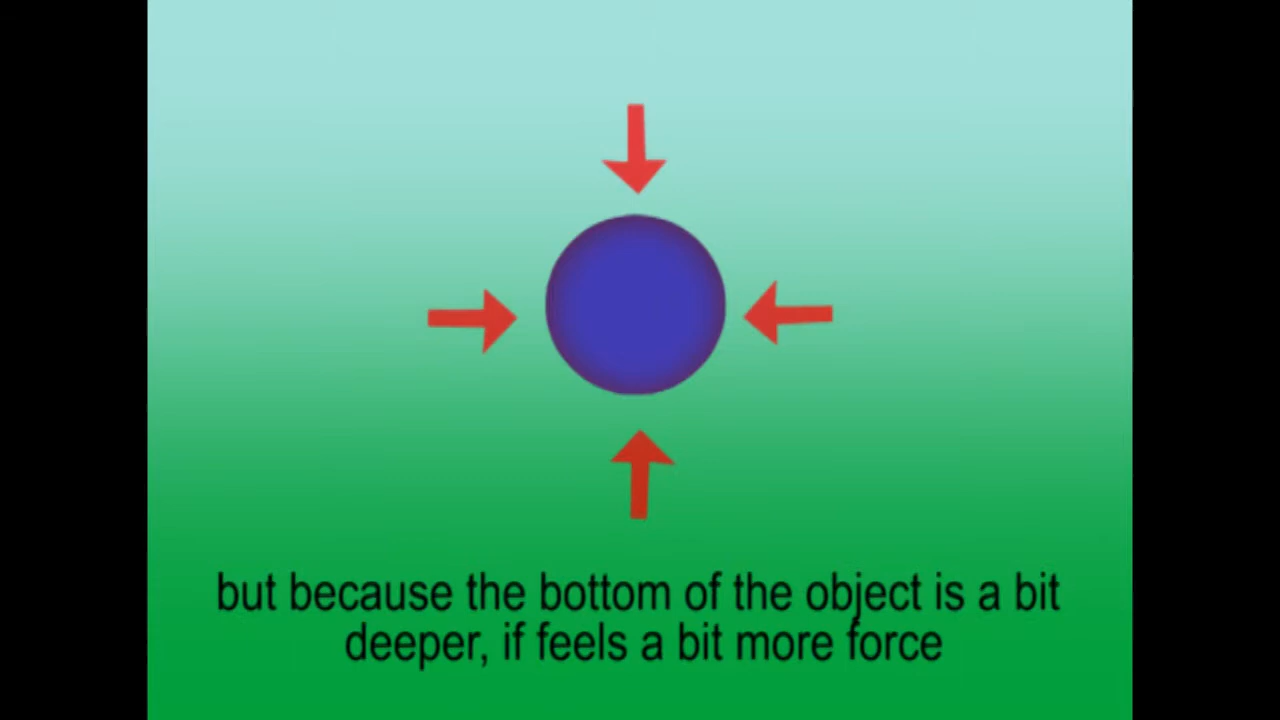 but because the bottom of the object is a bit
deeper, if feels a bit more force